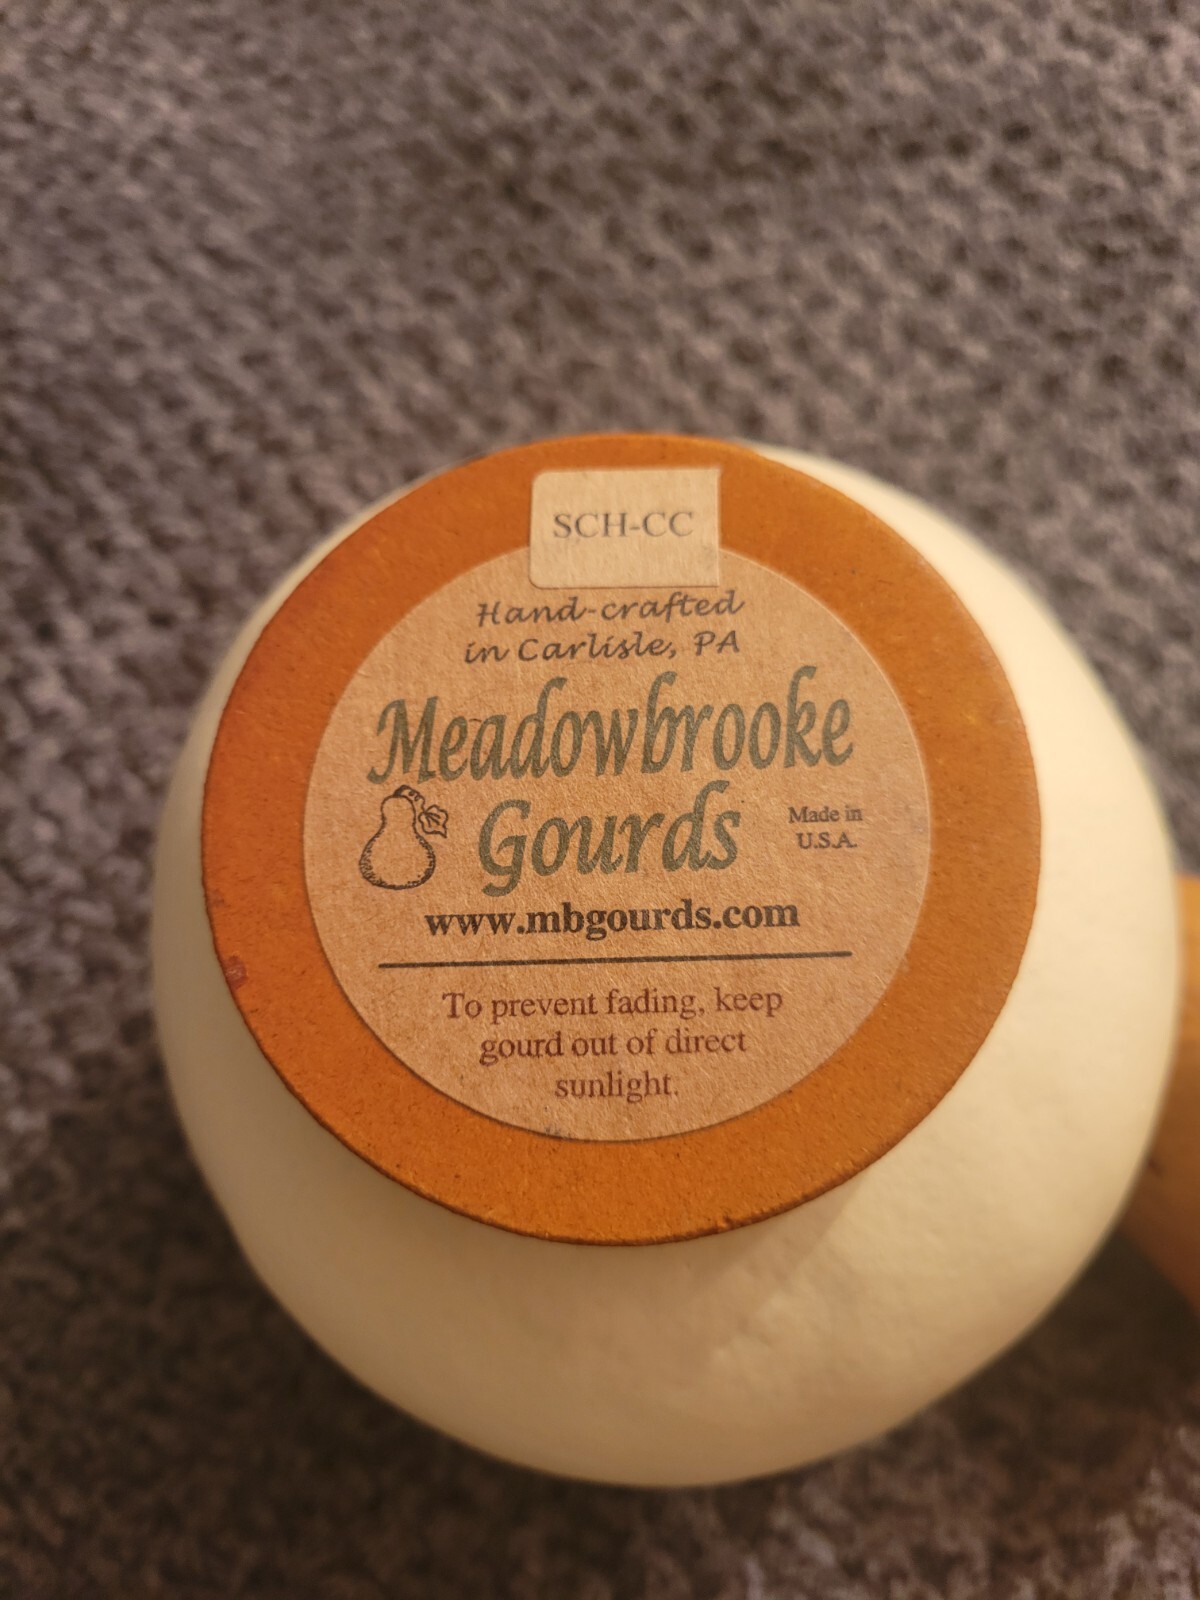 SCH-CC
Hand-crafted
in Carlisle, PA
Meadowbrooke
Gourds
Made in
U.S.A.
www.mbgourds.com
To prevent fading, keep
gourd out of direct
sunlight.